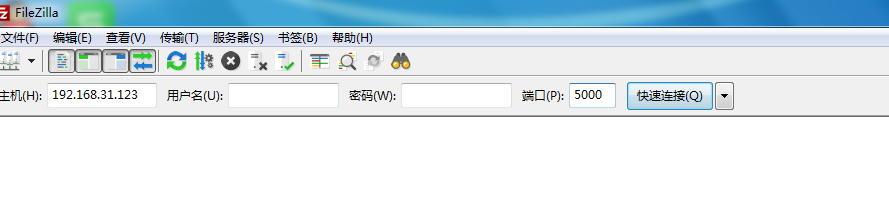 FileZilla
文件(F) 编辑(E) 查看(V) 传输(T) 服务器(S) 书签(B) 帮助(H)
主机(H): 192.168.31.123 用户名(U): 密码(W): 端口(P): 5000 快速连接(Q)